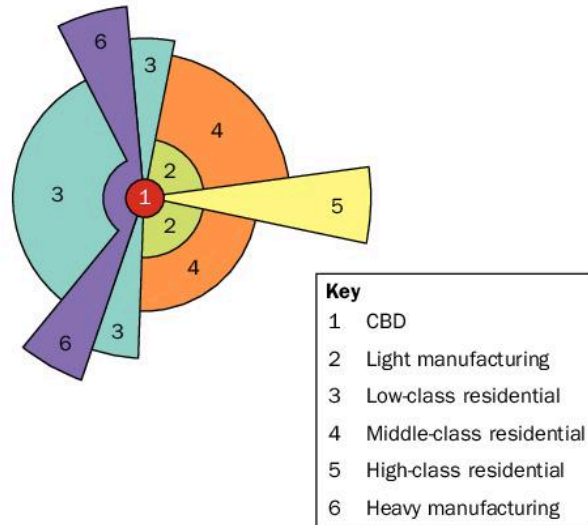 6
3
4
2
3
1
5
2
4
3
6
Key
1 CBD
2 Light manufacturing
3 Low-class residential
4 Middle-class residential
5 High-class residential
6 Heavy manufacturing